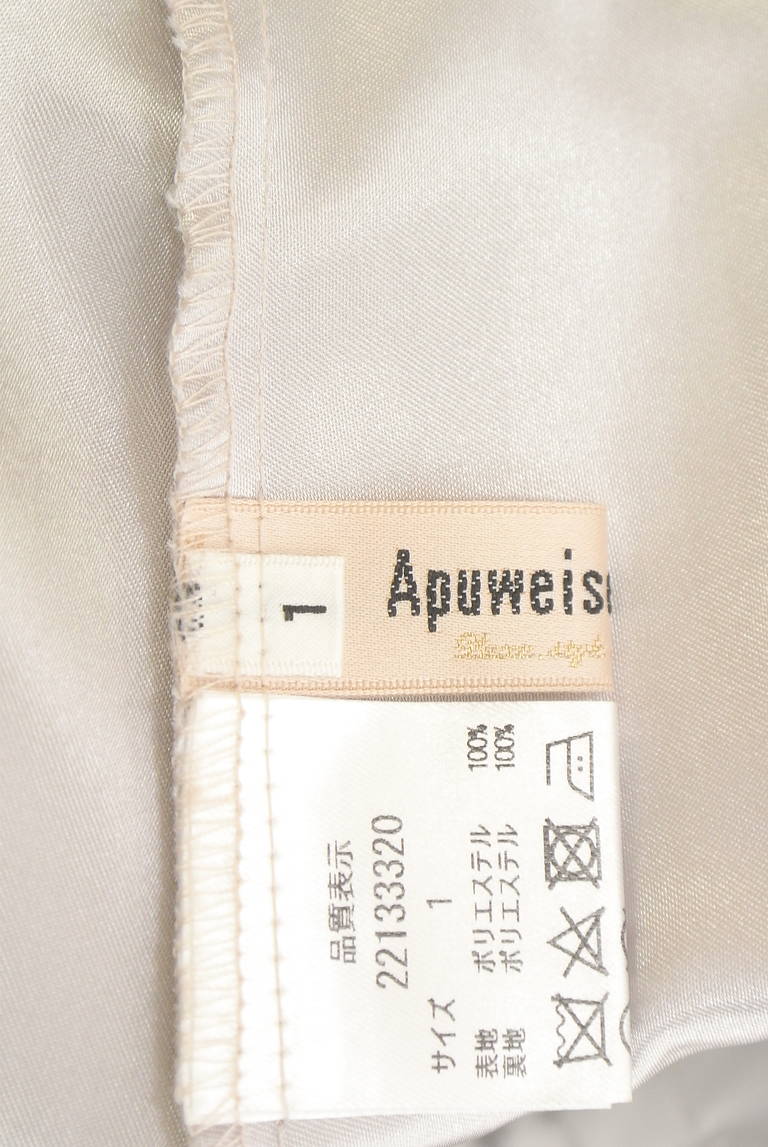 Apuweis
1
品質表示
22133320
サイズ 1
表地 ポリエステル 100%
裏地 ポリエステル 100%